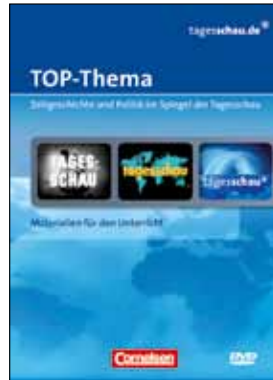 tagesschau.de®
TOP-Thema
Zeitgeschichte und Politik im Spiegel der Tagesschau
TAGES-
SCHAU
tagesschau
tagesschau®
Materialien für den Unterricht
Cornelsen
DVD